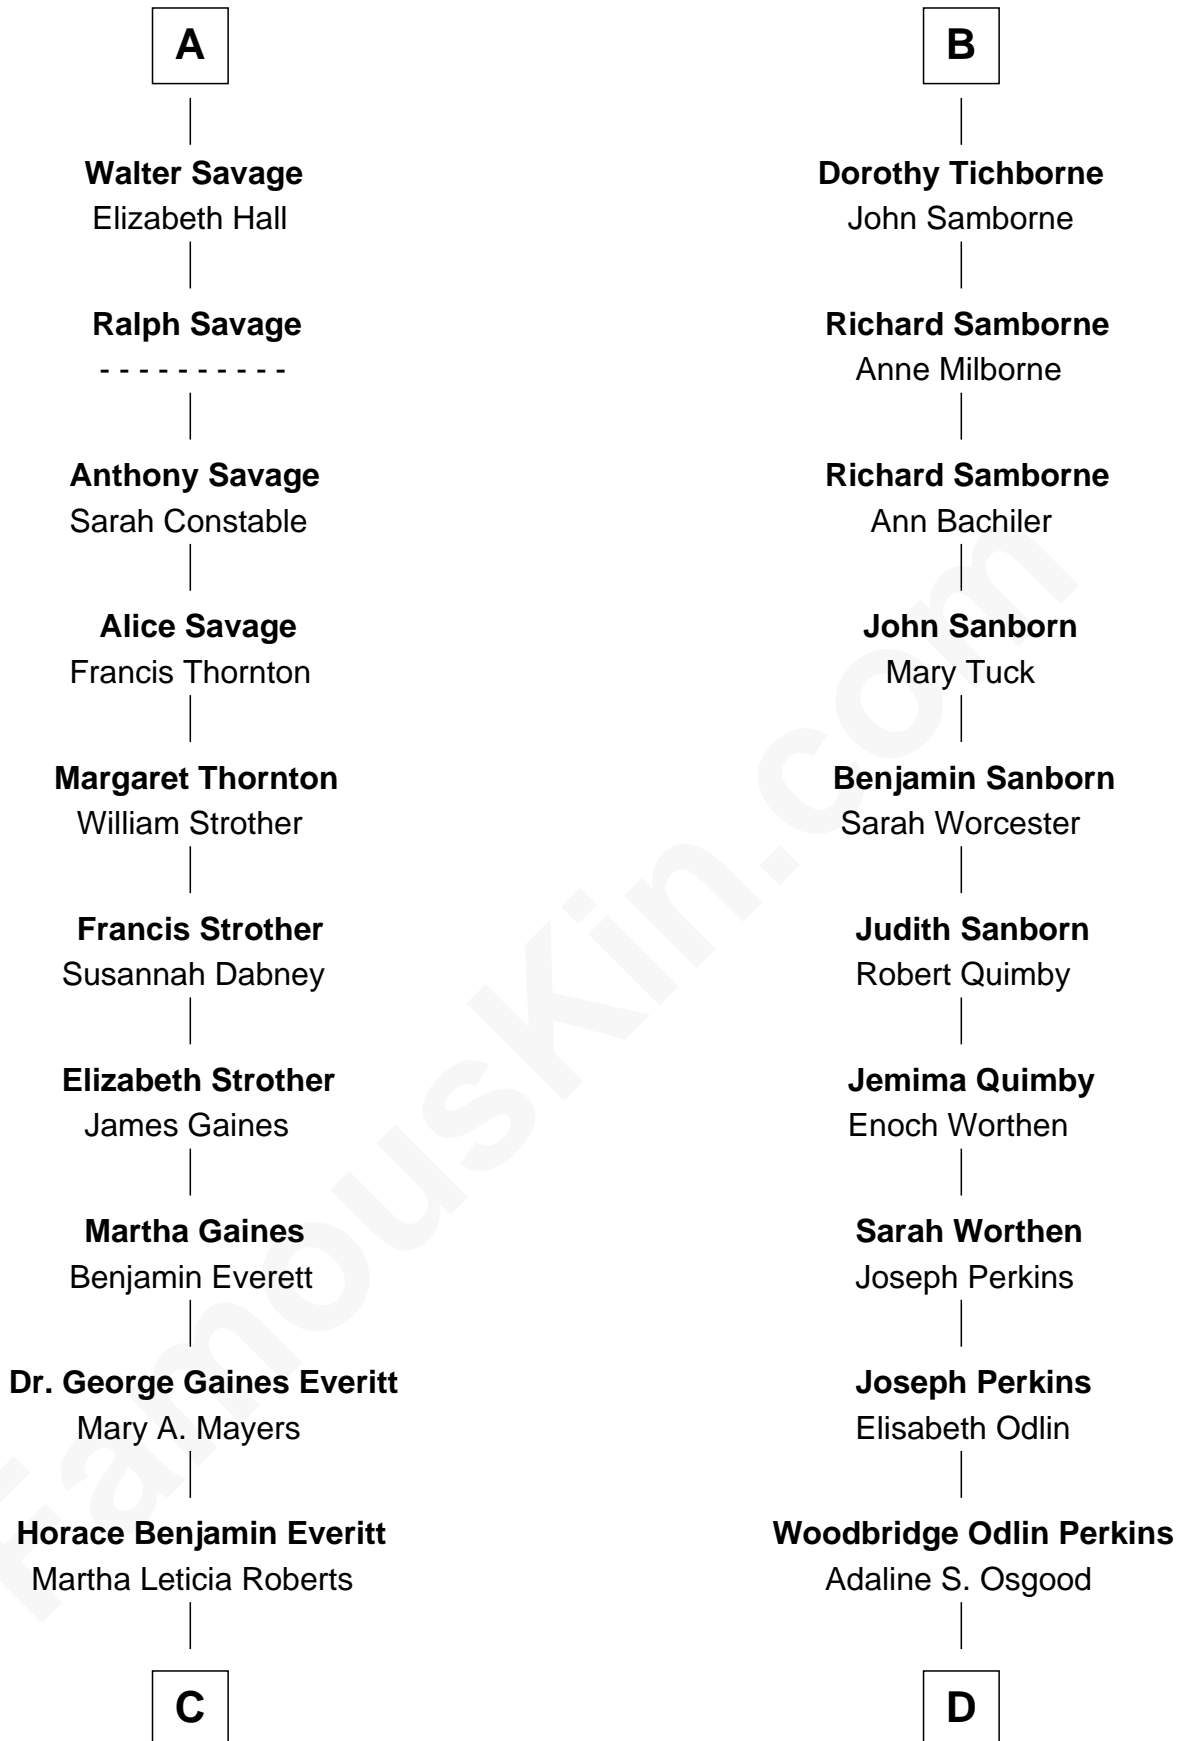 A
Walter Savage
Elizabeth Hall
Ralph Savage
- - - - - - - - - -
Anthony Savage
Sarah Constable
Alice Savage
Francis Thornton
Margaret Thornton
William Strother
Francis Strother
Susannah Dabney
Elizabeth Strother
James Gaines
Martha Gaines
Benjamin Everett
Dr. George Gaines Everitt
Mary A. Mayers
Horace Benjamin Everitt
Martha Leticia Roberts
C
B
Dorothy Tichborne
John Samborne
Richard Samborne
Anne Milborne
Richard Samborne
Ann Bachiler
John Sanborn
Mary Tuck
Benjamin Sanborn
Sarah Worcester
Judith Sanborn
Robert Quimby
Jemima Quimby
Enoch Worthen
Sarah Worthen
Joseph Perkins
Joseph Perkins
Elisabeth Odlin
Woodbridge Odlin Perkins
Adaline S. Osgood
D
FamousKin.com